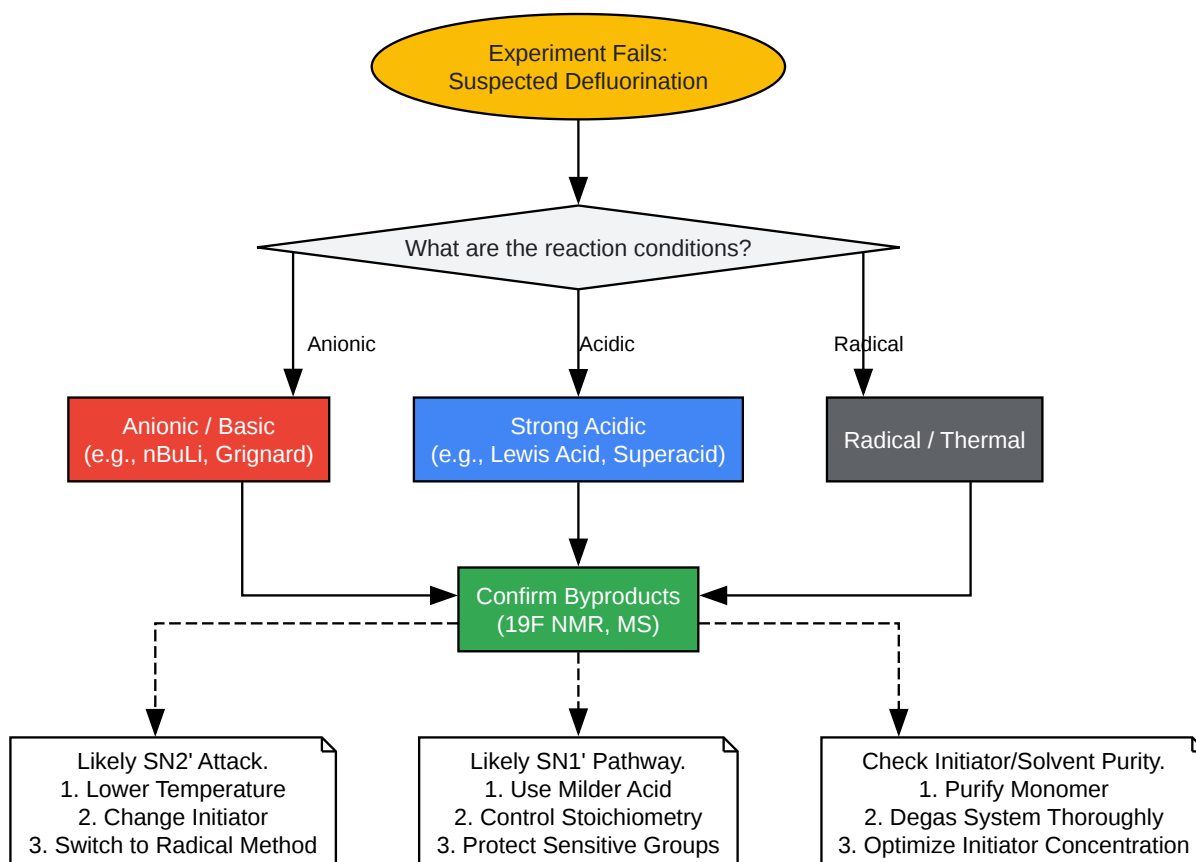 Experiment Fails:
Suspected Defluorination
What are the reaction conditions?
Anionic
Acidic
Radical
Anionic / Basic
(e.g., nBuLi, Grignard)
Strong Acidic
(e.g., Lewis Acid, Superacid)
Radical / Thermal
Confirm Byproducts
(19F NMR, MS)
Likely SN2' Attack.
1. Lower Temperature
2. Change Initiator
3. Switch to Radical Method
Likely SN1' Pathway.
1. Use Milder Acid
2. Control Stoichiometry
3. Protect Sensitive Groups
Check Initiator/Solvent Purity.
1. Purify Monomer
2. Degas System Thoroughly
3. Optimize Initiator Concentration